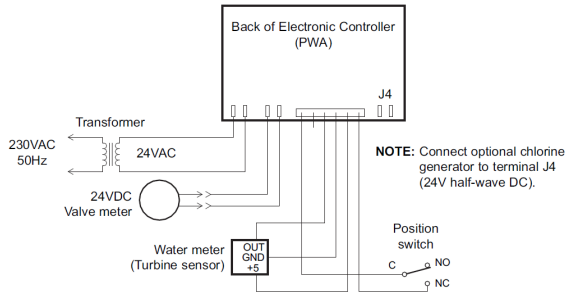 Back of Electronic Controller
(PWA)
J4
Transformer
230VAC
50Hz
24VAC
NOTE: Connect optional chlorine
generator to terminal J4
(24V half-wave DC).
24VDC
Valve meter
Position
switch
Water meter
(Turbine sensor)
OUT
GND
+5
C
NO
NC